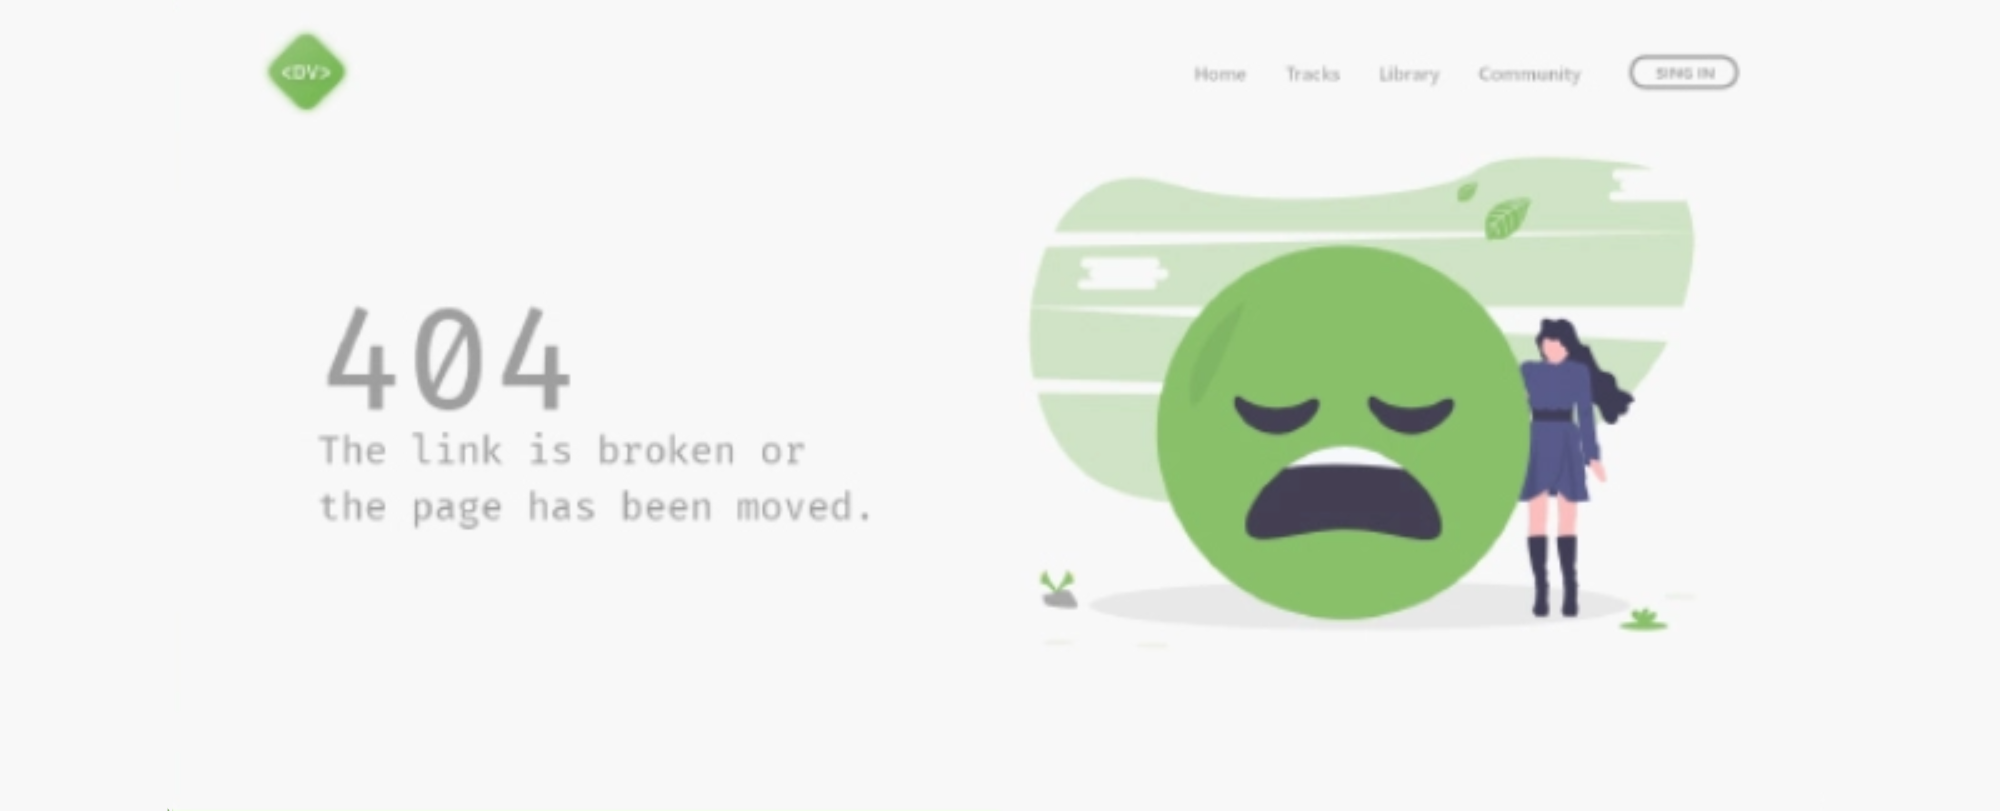 <DV>
Home Tracks Library Community SING IN
404
The link is broken or
the page has been moved.